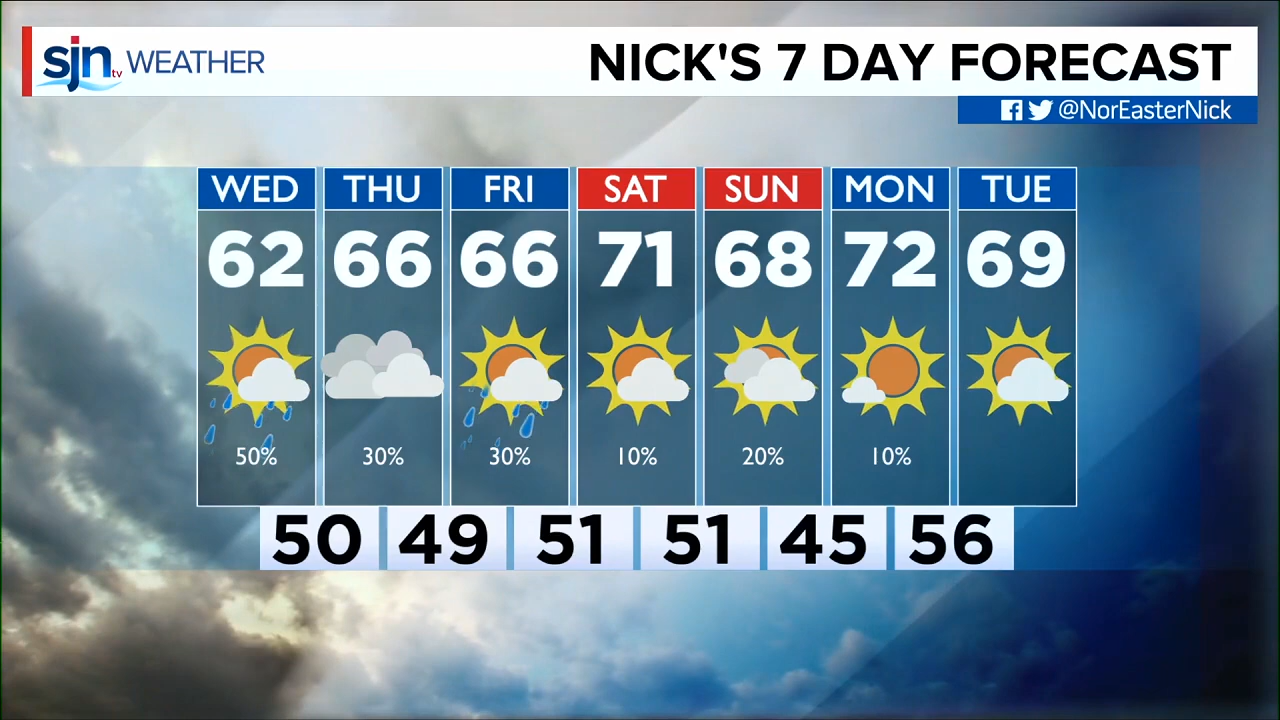 sjn tv WEATHER
NICK'S 7 DAY FORECAST
@NorEasterNick
WED THU FRI SAT SUN MON TUE
62 66 66 71 68 72 69
50% 30% 30% 10% 20% 10%
50 49 51 51 45 56